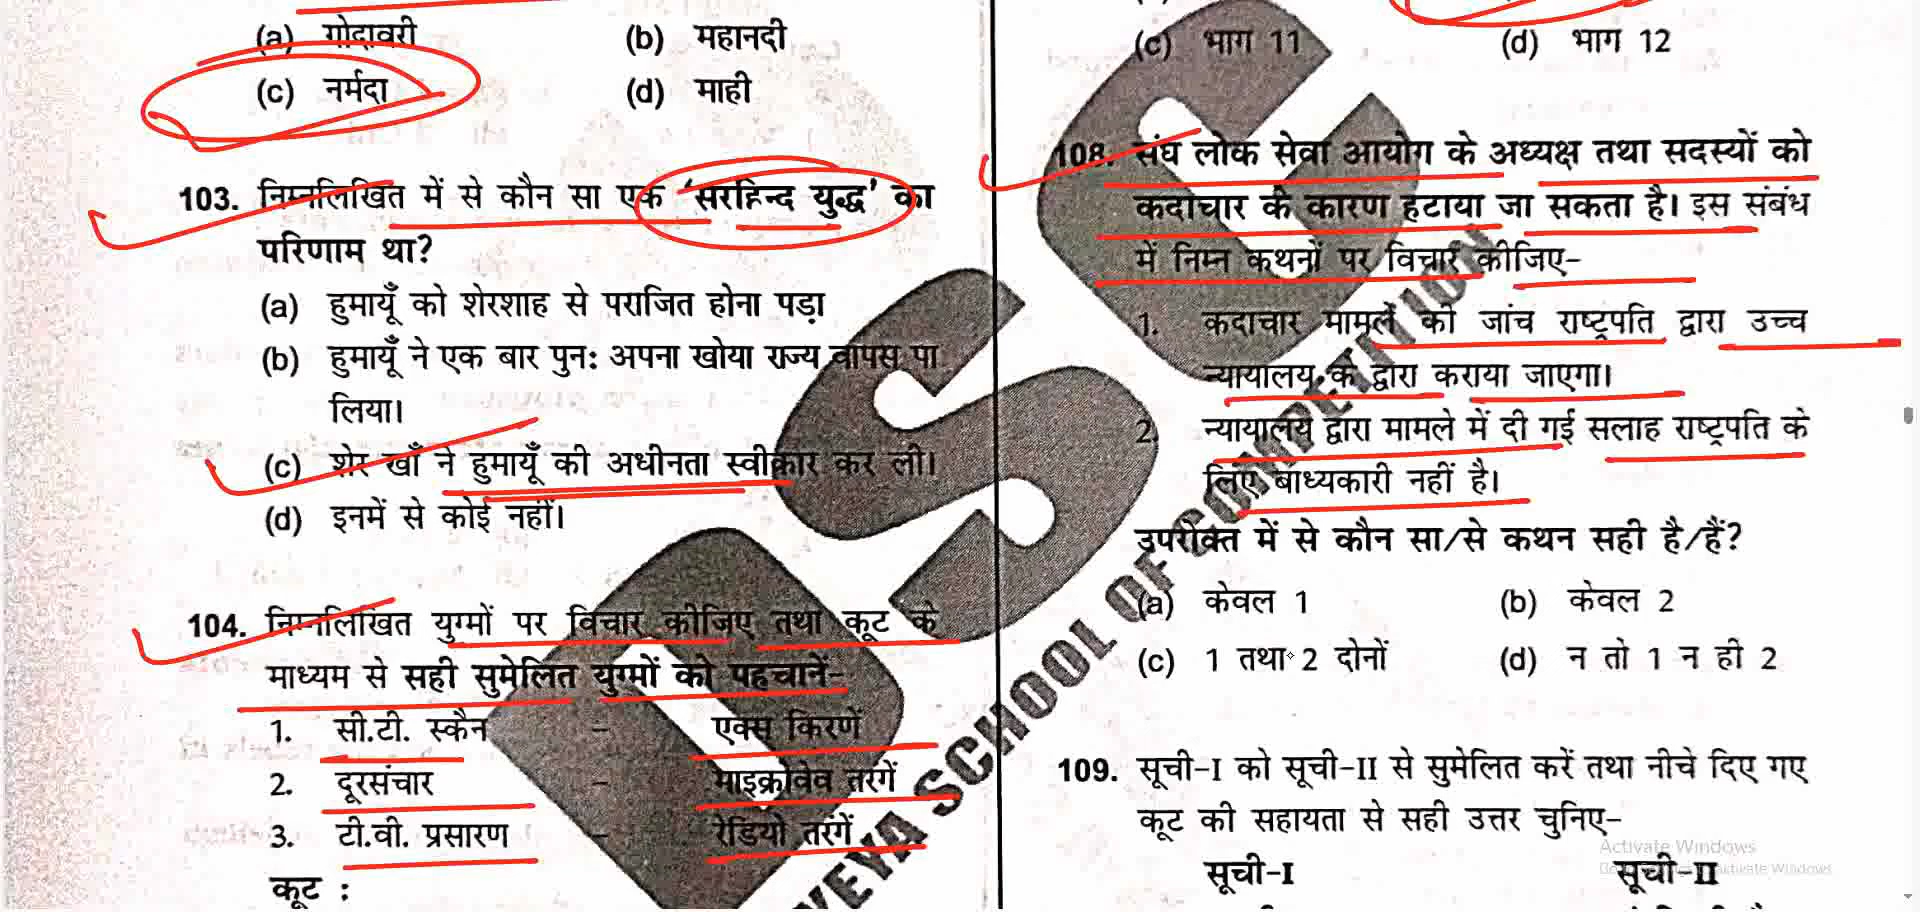 (a) गोदावरी (b) महानदी
(c) नर्मदा (d) माही
103. निम्नलिखित में से कौन सा एक 'सरहिन्द युद्ध' का
परिणाम था?
(a) हुमायूँ को शेरशाह से पराजित होना पड़ा
(b) हुमायूँ ने एक बार पुनः अपना खोया राज्य वापस पा
लिया।
(c) शेर खाँ ने हुमायूँ की अधीनता स्वीकार कर ली।
(d) इनमें से कोई नहीं।
104. निम्नलिखित युग्मों पर विचार कीजिए तथा कूट के
माध्यम से सही सुमेलित युग्मों को पहचानें-
1. सी.टी. स्कैन - एक्स किरणें
2. दूरसंचार - माइक्रोवेव तरंगें
3. टी.वी. प्रसारण - रेडियो तरंगें
कूट :
(c) भाग 11 (d) भाग 12
108. संघ लोक सेवा आयोग के अध्यक्ष तथा सदस्यों को
कदाचार के कारण हटाया जा सकता है। इस संबंध
में निम्न कथनों पर विचार कीजिए-
1. कदाचार मामले की जांच राष्ट्रपति द्वारा उच्च
न्यायालय के द्वारा कराया जाएगा।
2. न्यायालय द्वारा मामले में दी गई सलाह राष्ट्रपति के
लिए बाध्यकारी नहीं है।
उपरोक्त में से कौन सा/से कथन सही है/हैं?
(a) केवल 1 (b) केवल 2
(c) 1 तथा 2 दोनों (d) न तो 1 न ही 2
109. सूची-I को सूची-II से सुमेलित करें तथा नीचे दिए गए
कूट की सहायता से सही उत्तर चुनिए-
सूची-I सूची-II
DSC
VEYA SCHOOL OF COMPETITION
Activate Windows